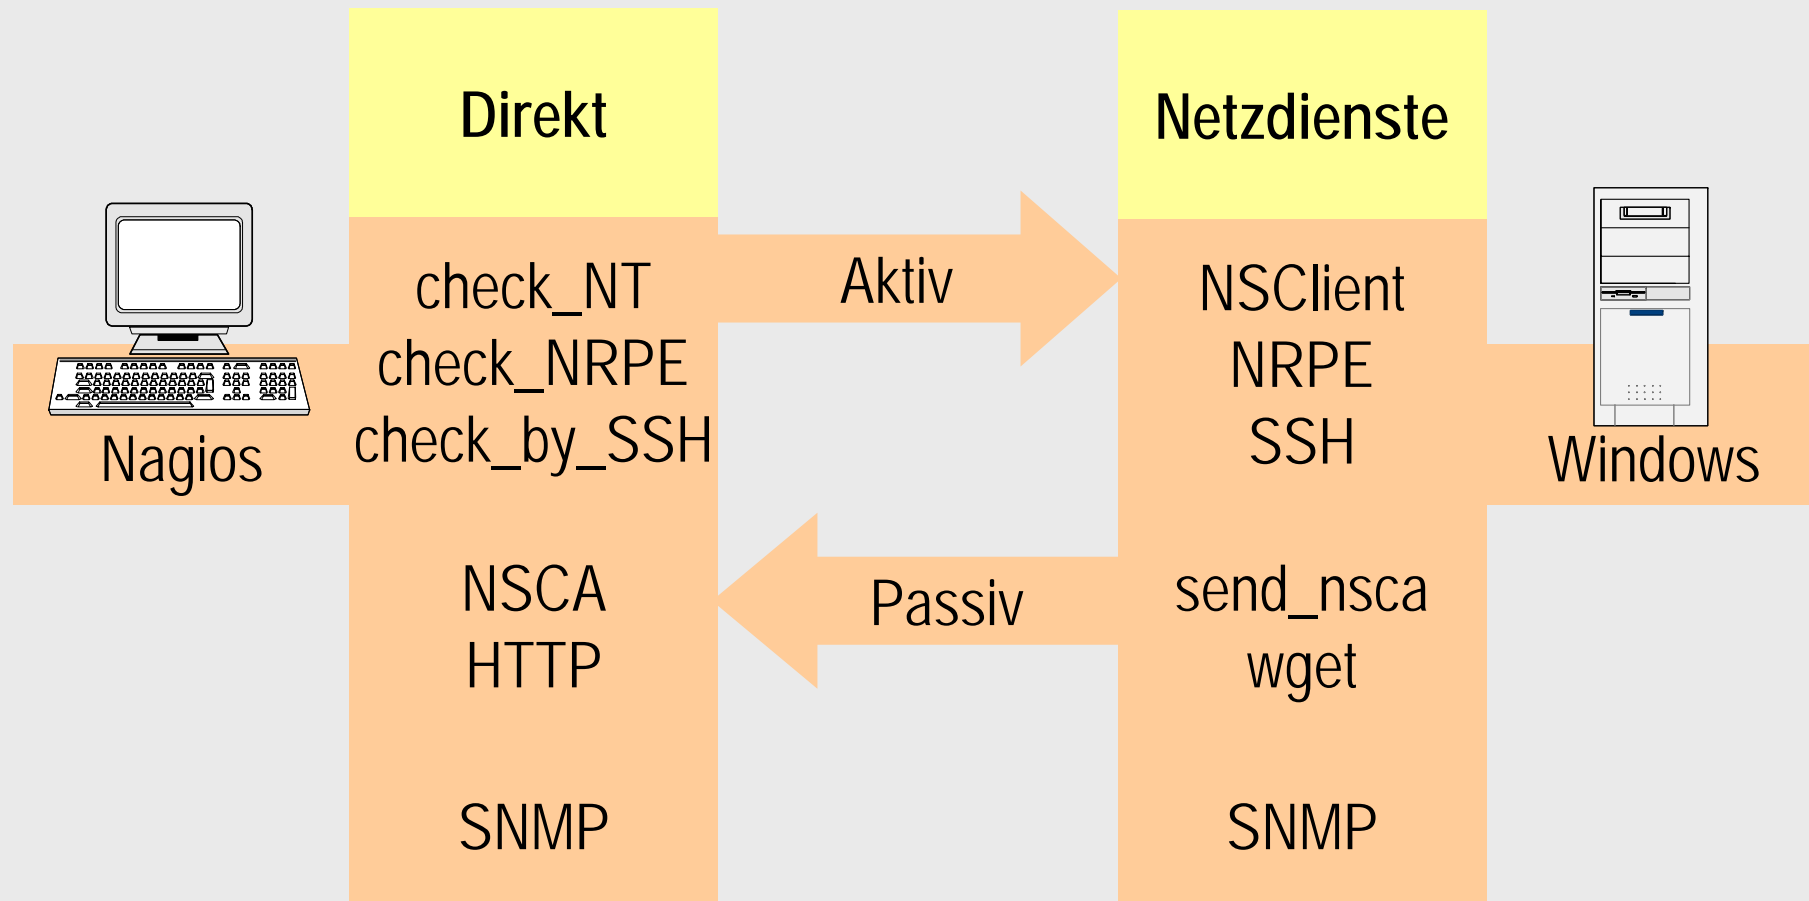 Direkt
Netzdienste
check_NT
check_NRPE
check_by_SSH
Aktiv
NSClient
NRPE
SSH
Nagios
Windows
NSCA
HTTP
Passiv
send_nsca
wget
SNMP
SNMP